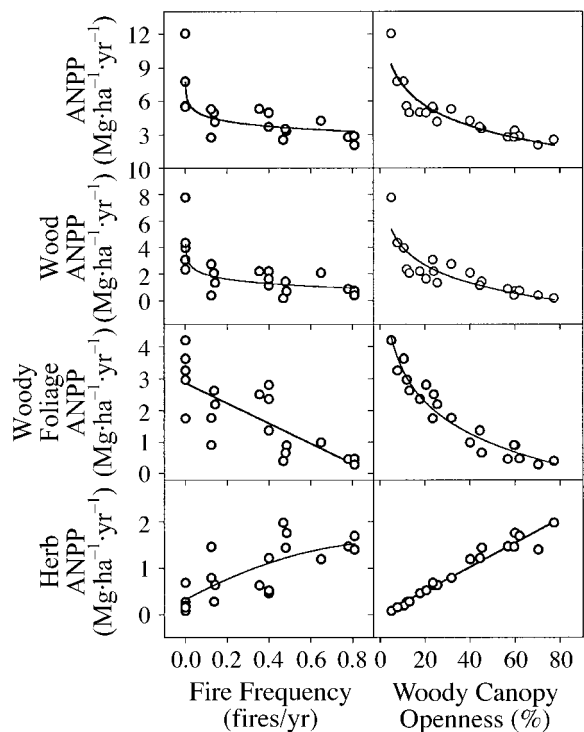 ANPP
(Mg·ha⁻¹·yr⁻¹)
12
9
6
3
10
Wood
ANPP
(Mg·ha⁻¹·yr⁻¹)
8
6
4
2
0
Woody
Foliage
ANPP
(Mg·ha⁻¹·yr⁻¹)
4
3
2
1
0
Herb
ANPP
(Mg·ha⁻¹·yr⁻¹)
2
1
0
0.0 0.2 0.4 0.6 0.8
0 20 40 60 80
Fire Frequency
(fires/yr)
Woody Canopy
Openness (%)